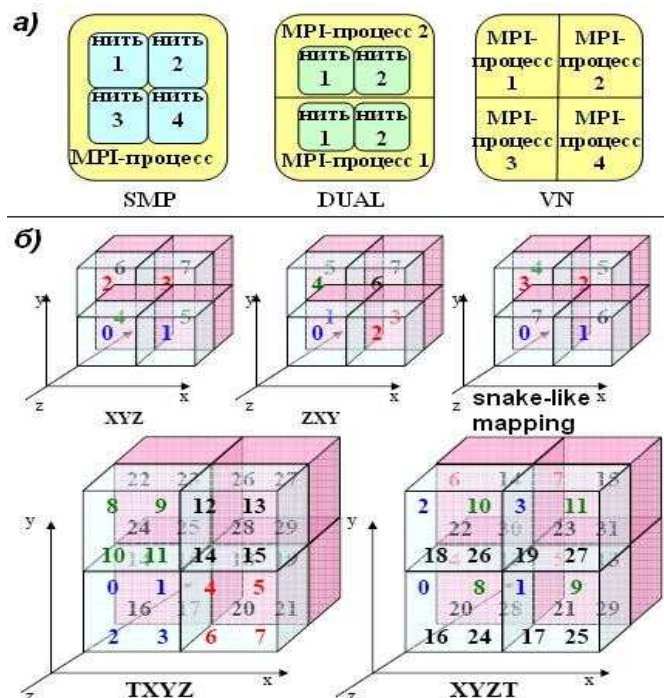 а)
нить 1
нить 2
нить 3
нить 4
MPI-процесс
SMP
MPI-процесс 2
нить 1
нить 2
нить 1
нить 2
MPI-процесс 1
DUAL
MPI-процесс 1
MPI-процесс 2
MPI-процесс 3
MPI-процесс 4
VN
б)
y
6 7
2 3
4 5
0 1
z x
XYZ
y
5 7
4 6
1 3
0 2
z x
ZXY
y
4 5
3 2
7 6
0 1
z x
snake-like
mapping
y
22 26 27
8 9 12 13
24 25 28 29
10 11 14 15
0 1 4 5
16 17 20 21
2 3 6 7
z x
TXYZ
y
6 14 7 15
2 10 3 11
22 30 23 31
18 26 19 27
0 8 1 9
20 28 21 29
16 24 17 25
z x
XYZT